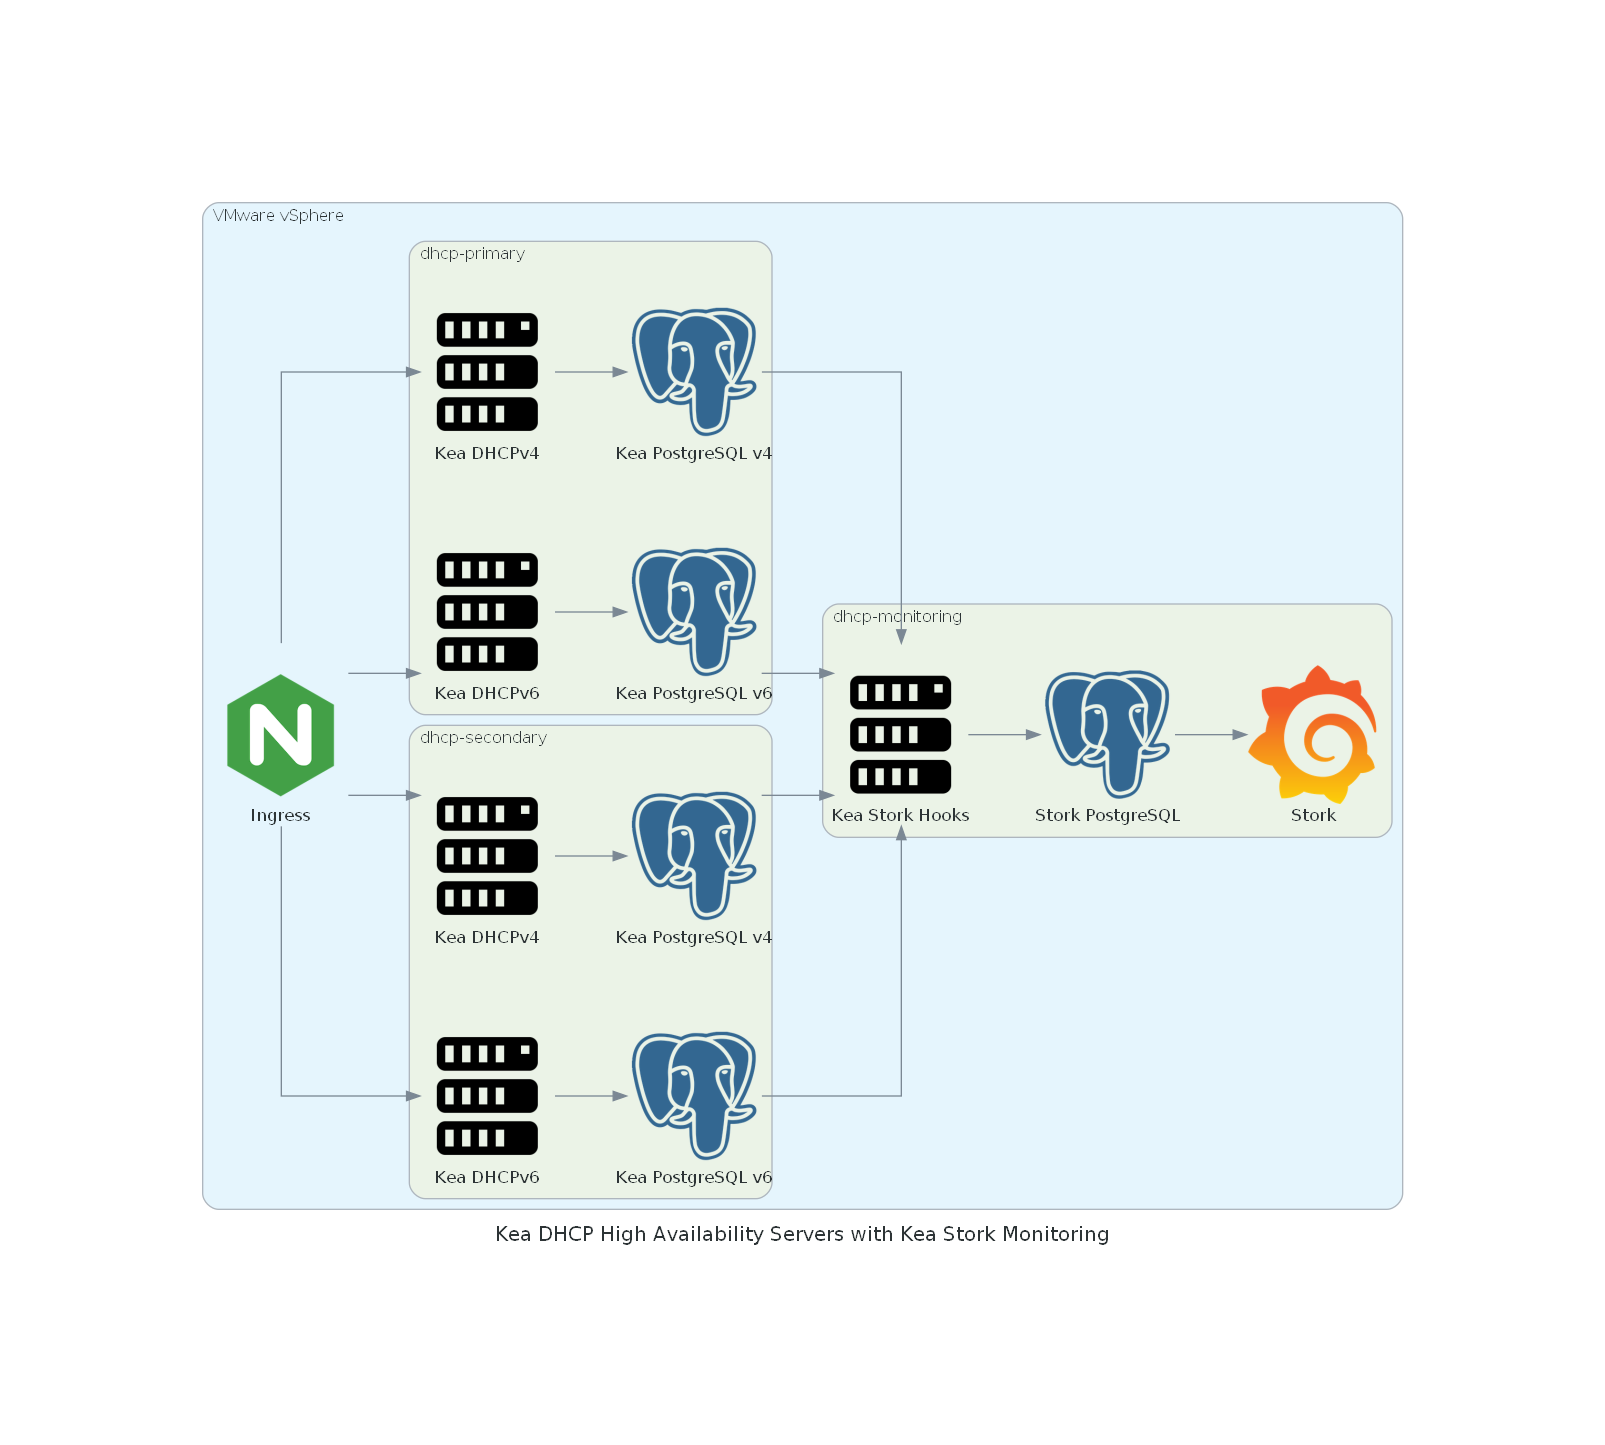 VMware vSphere
dhcp-primary
Kea DHCPv4
Kea PostgreSQL v4
Kea DHCPv6
Kea PostgreSQL v6
dhcp-secondary
Kea DHCPv4
Kea PostgreSQL v4
Kea DHCPv6
Kea PostgreSQL v6
N
Ingress
dhcp-monitoring
Kea Stork Hooks
Stork PostgreSQL
Stork
Kea DHCP High Availability Servers with Kea Stork Monitoring